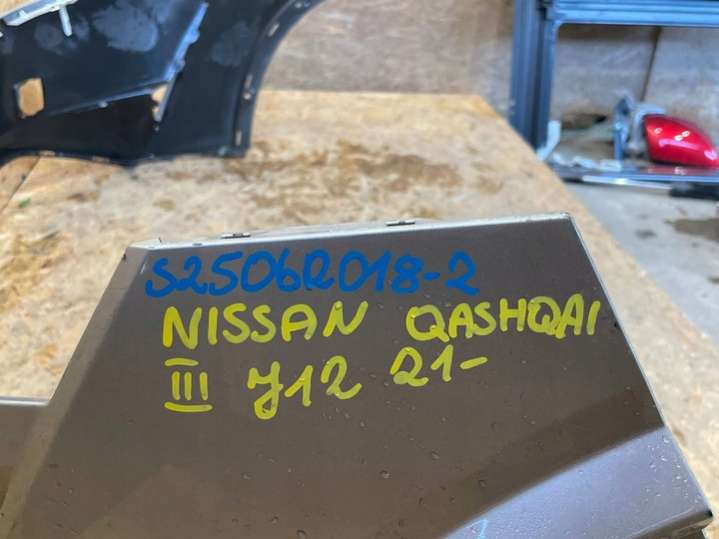 S2506R018-2
NISSAN QASHQAI
III J12 21-